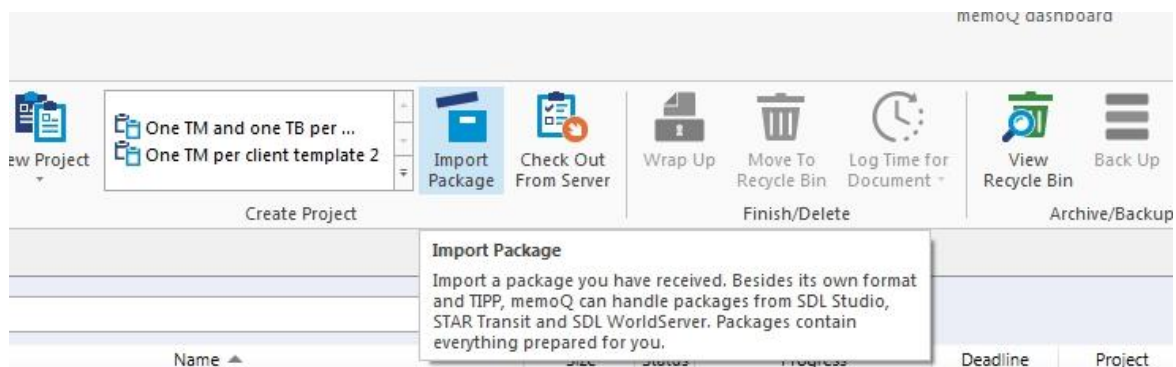 memoQ dashboard
One TM and one TB per ...
One TM per client template 2
ew Project
Import Package
Check Out From Server
Wrap Up
Move To Recycle Bin
Log Time for Document
View Recycle Bin
Back Up
Create Project
Finish/Delete
Archive/Backup
Import Package
Import a package you have received. Besides its own format
and TIPP, memoQ can handle packages from SDL Studio,
STAR Transit and SDL WorldServer. Packages contain
everything prepared for you.
Name
Size
Status
Progress
Deadline
Project